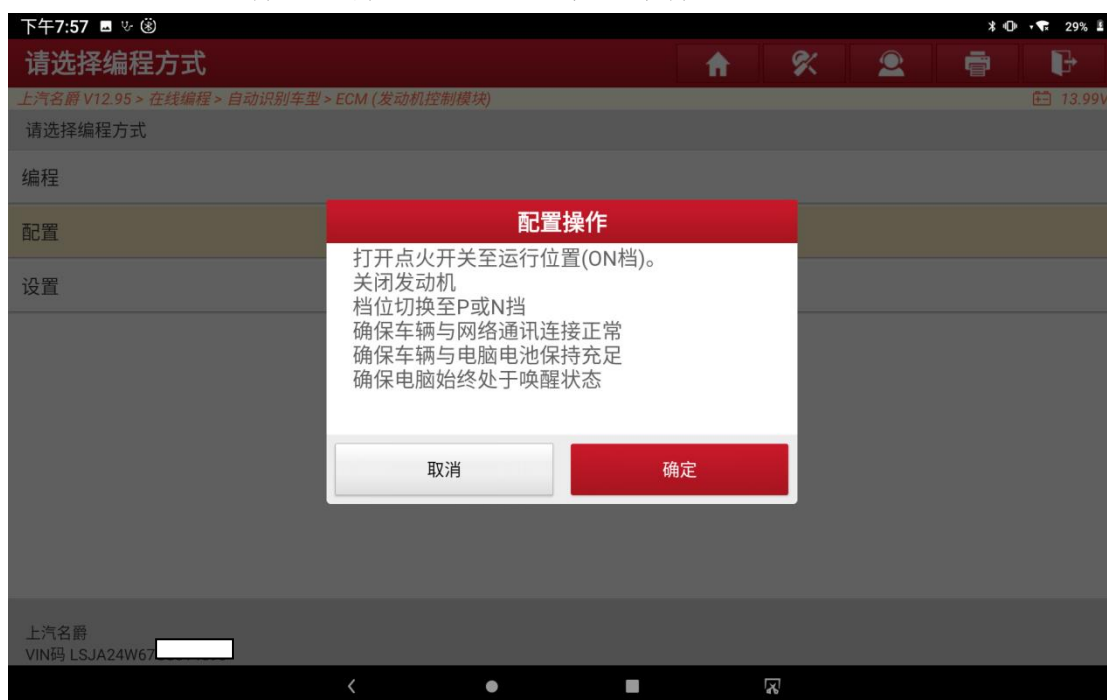 下午7:57 29%
请选择编程方式
上汽名爵 V12.95 > 在线编程 > 自动识别车型 > ECM (发动机控制模块) 13.99V
请选择编程方式
编程
配置
设置
配置操作
打开点火开关至运行位置(ON档)。
关闭发动机
档位切换至P或N挡
确保车辆与网络通讯连接正常
确保车辆与电脑电池保持充足
确保电脑始终处于唤醒状态
取消 确定
上汽名爵
VIN码 LSJA24W67